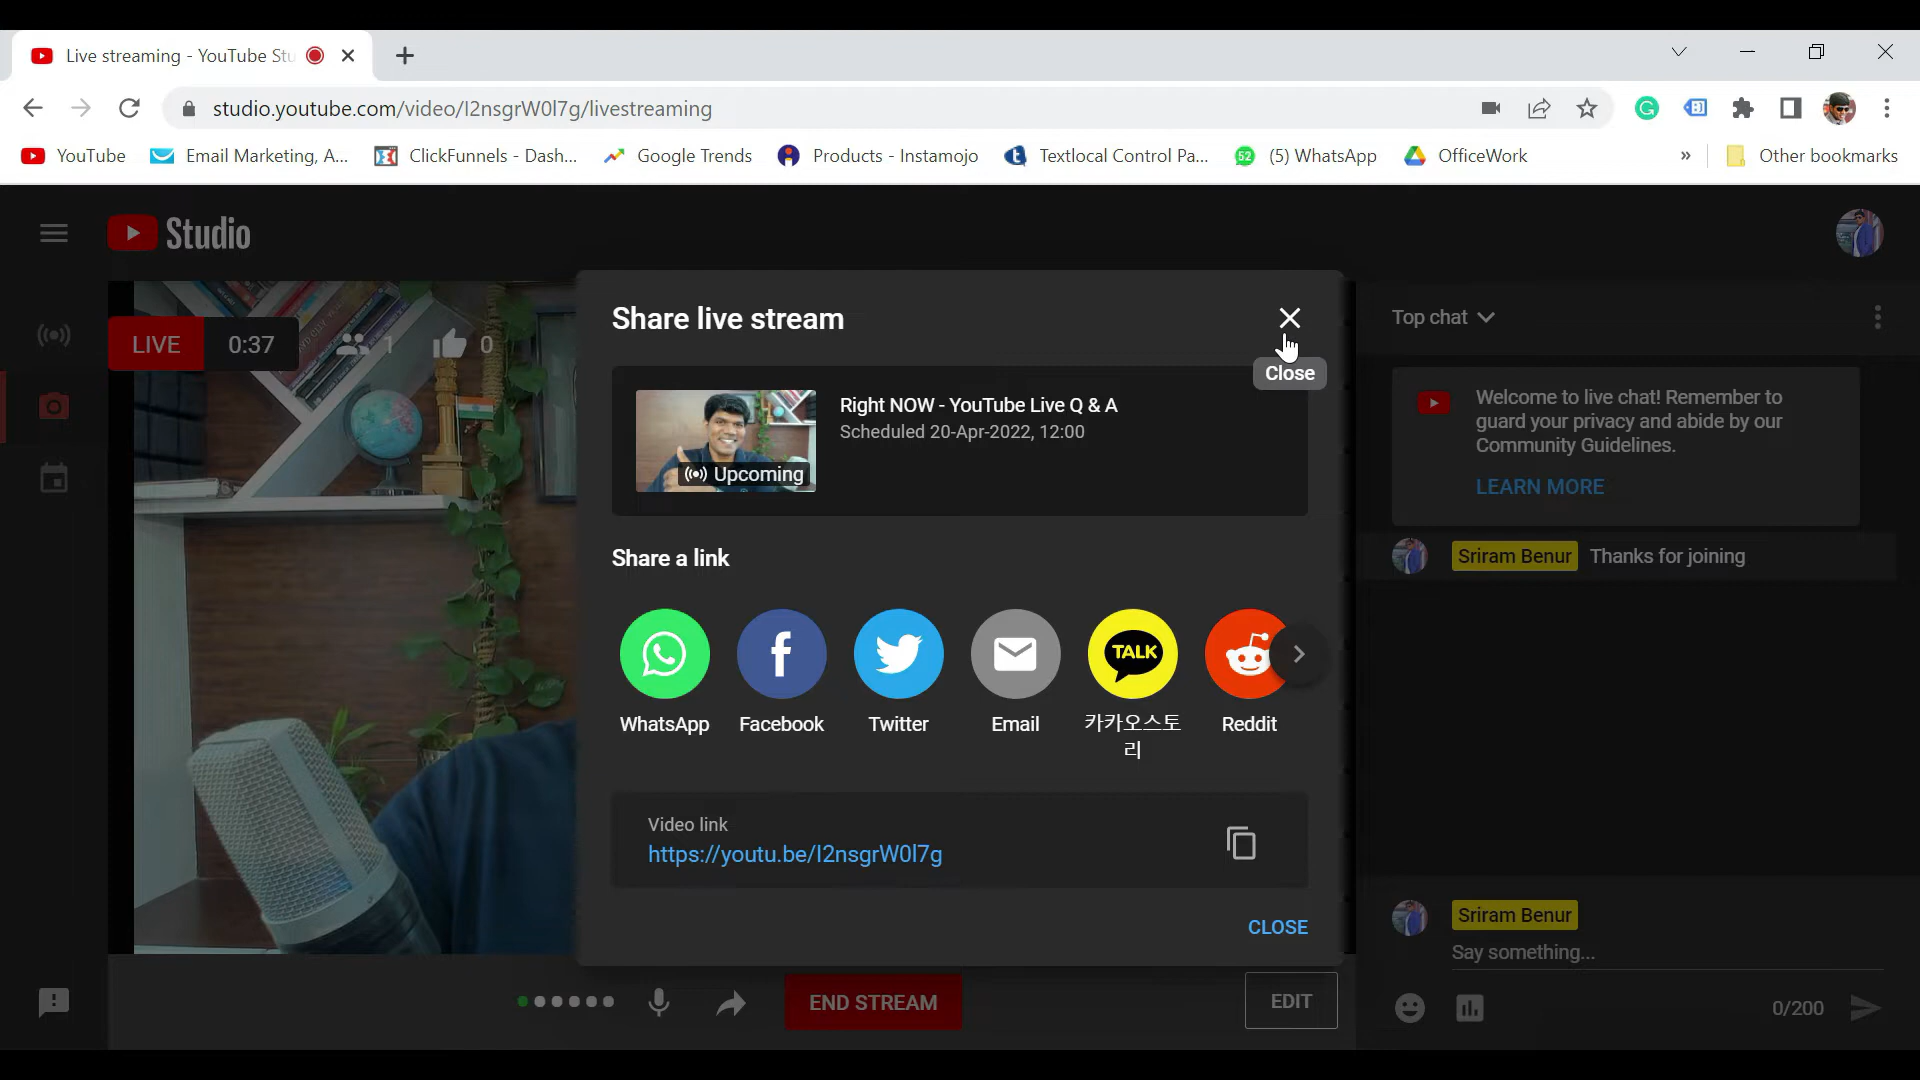 Live streaming - YouTube Stu
studio.youtube.com/video/l2nsgrW0l7g/livestreaming
YouTube Email Marketing, A... ClickFunnels - Dash... Google Trends Products - Instamojo Textlocal Control Pa... 52 (5) WhatsApp OfficeWork » Other bookmarks
Studio
LIVE 0:37 1 0
Share live stream
Close
Right NOW - YouTube Live Q & A
Scheduled 20-Apr-2022, 12:00
Upcoming
Share a link
TALK
WhatsApp Facebook Twitter Email 카카오스토리 Reddit
Video link
https://youtu.be/l2nsgrW0l7g
CLOSE
END STREAM
EDIT
Top chat
Welcome to live chat! Remember to
guard your privacy and abide by our
Community Guidelines.
LEARN MORE
Sriram Benur Thanks for joining
Sriram Benur
Say something...
0/200